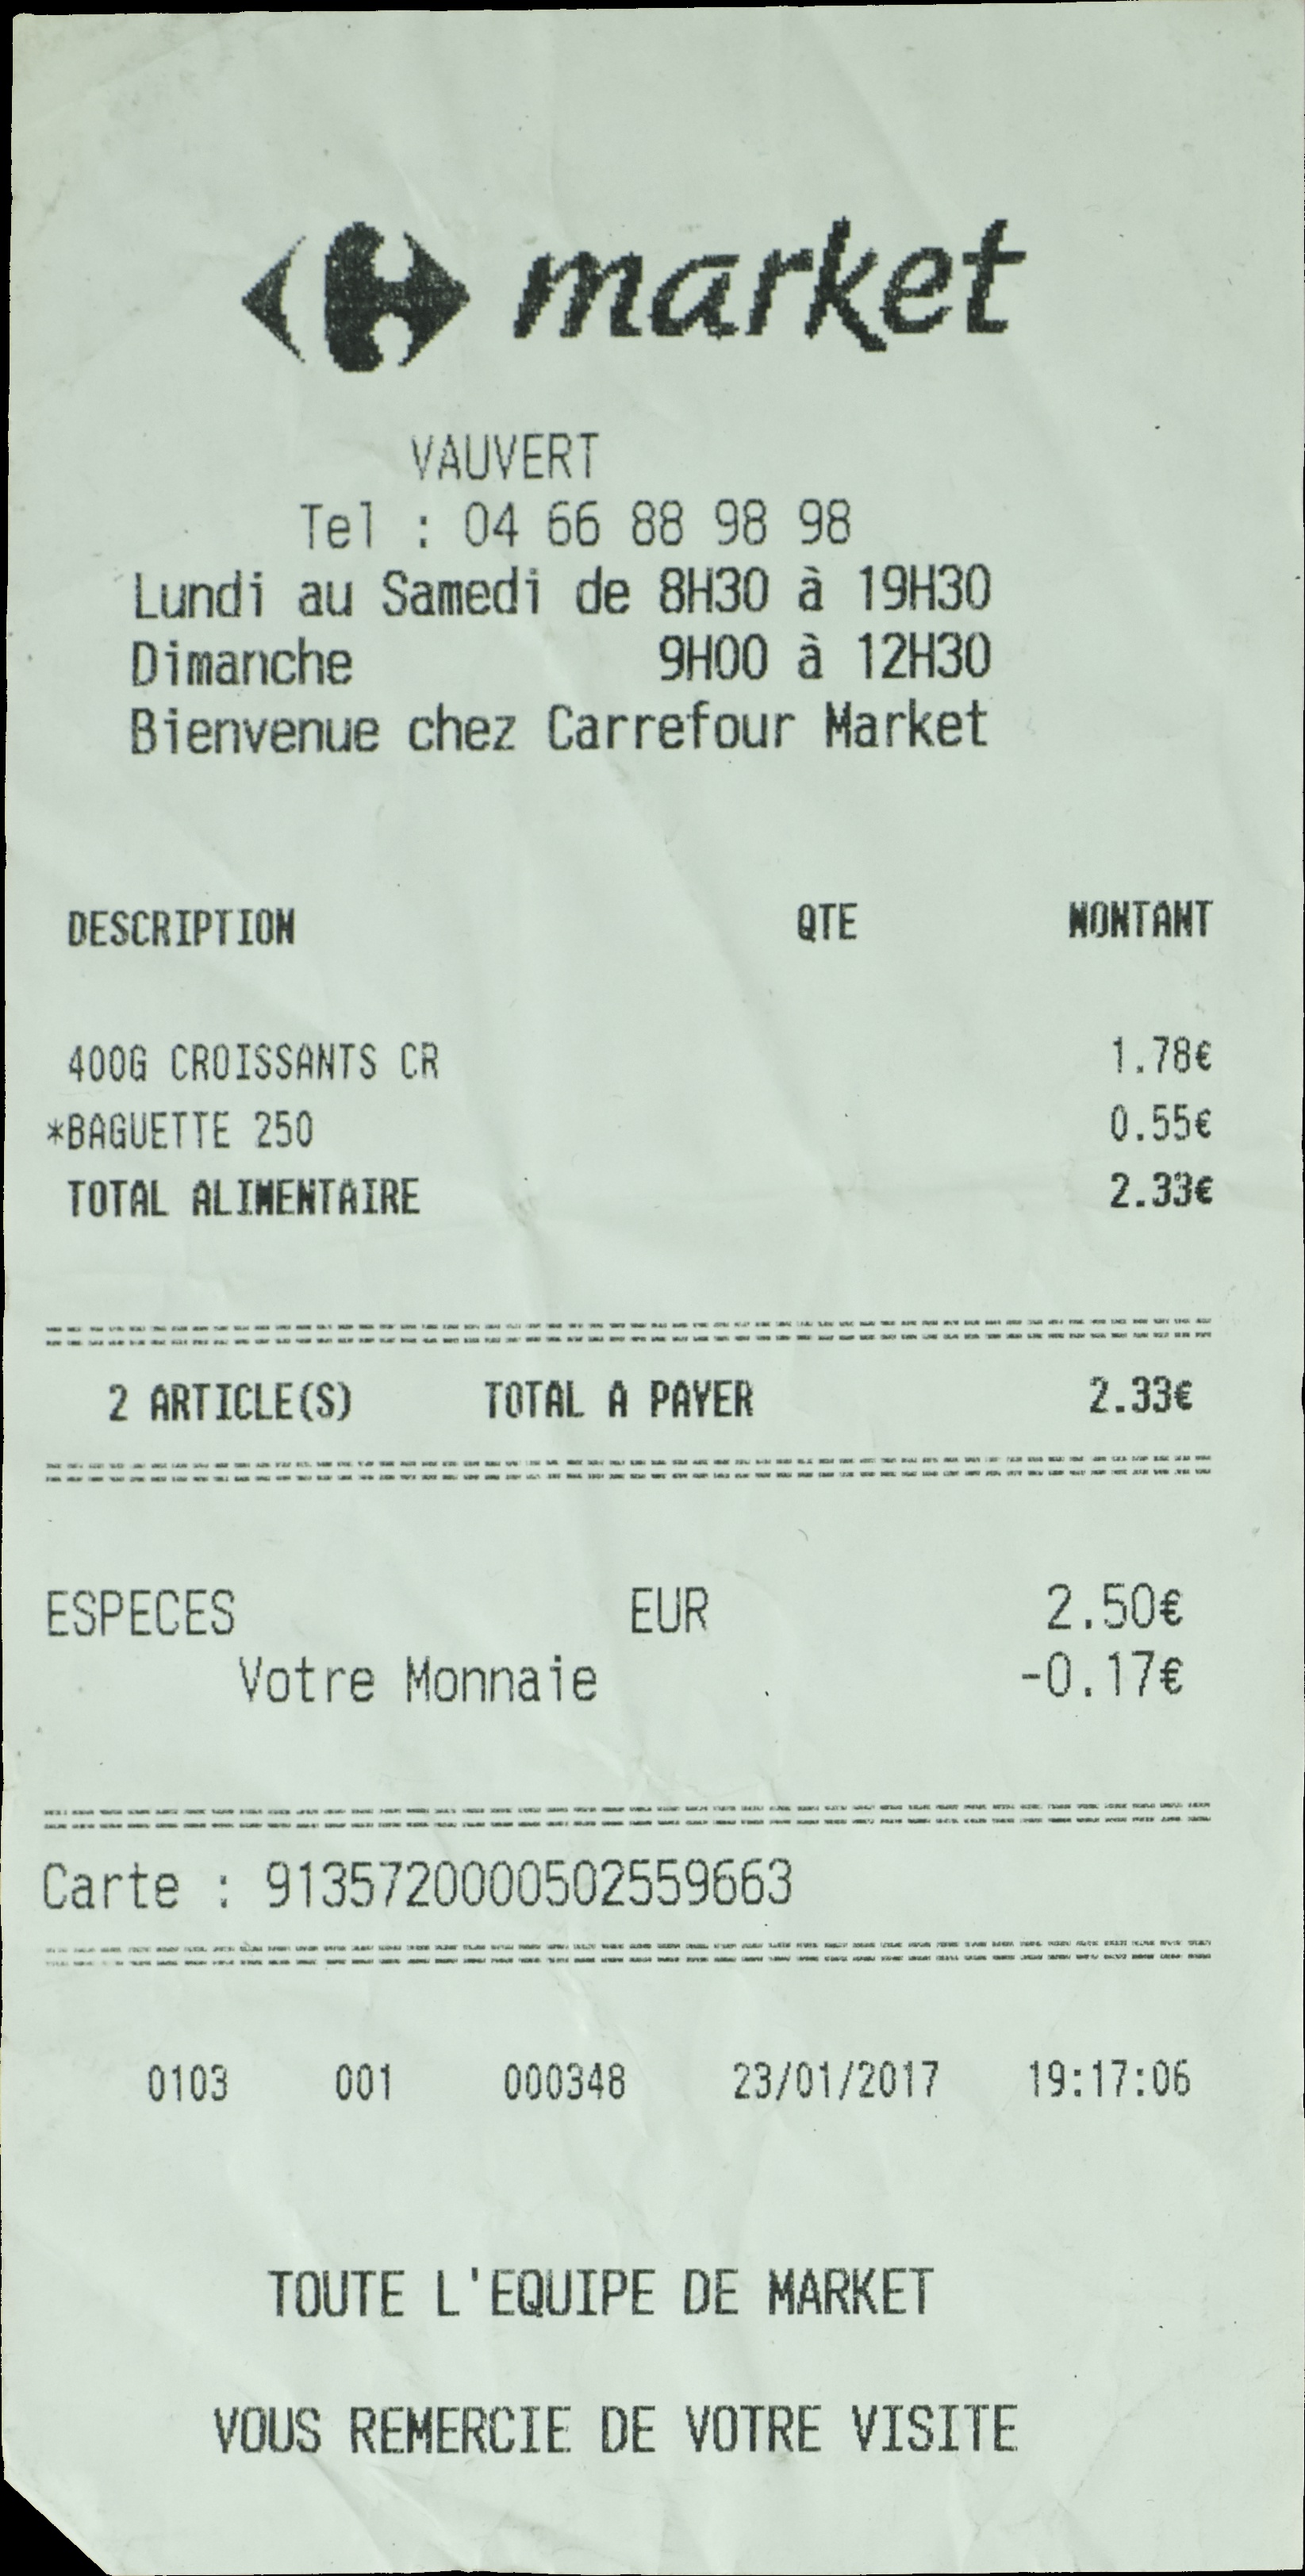 market
VAUVERT
Tel : 04 66 88 98 98
Lundi au Samedi de 8H30 à 19H30
Dimanche 9H00 à 12H30
Bienvenue chez Carrefour Market
DESCRIPTION QTE MONTANT
400G CROISSANTS CR 1.78€
*BAGUETTE 250 0.55€
TOTAL ALIMENTAIRE 2.33€
2 ARTICLE(S) TOTAL A PAYER 2.33€
ESPECES EUR 2.50€
Votre Monnaie -0.17€
Carte : 9135720000502559663
0103 001 000348 23/01/2017 19:17:06
TOUTE L'EQUIPE DE MARKET
VOUS REMERCIE DE VOTRE VISITE